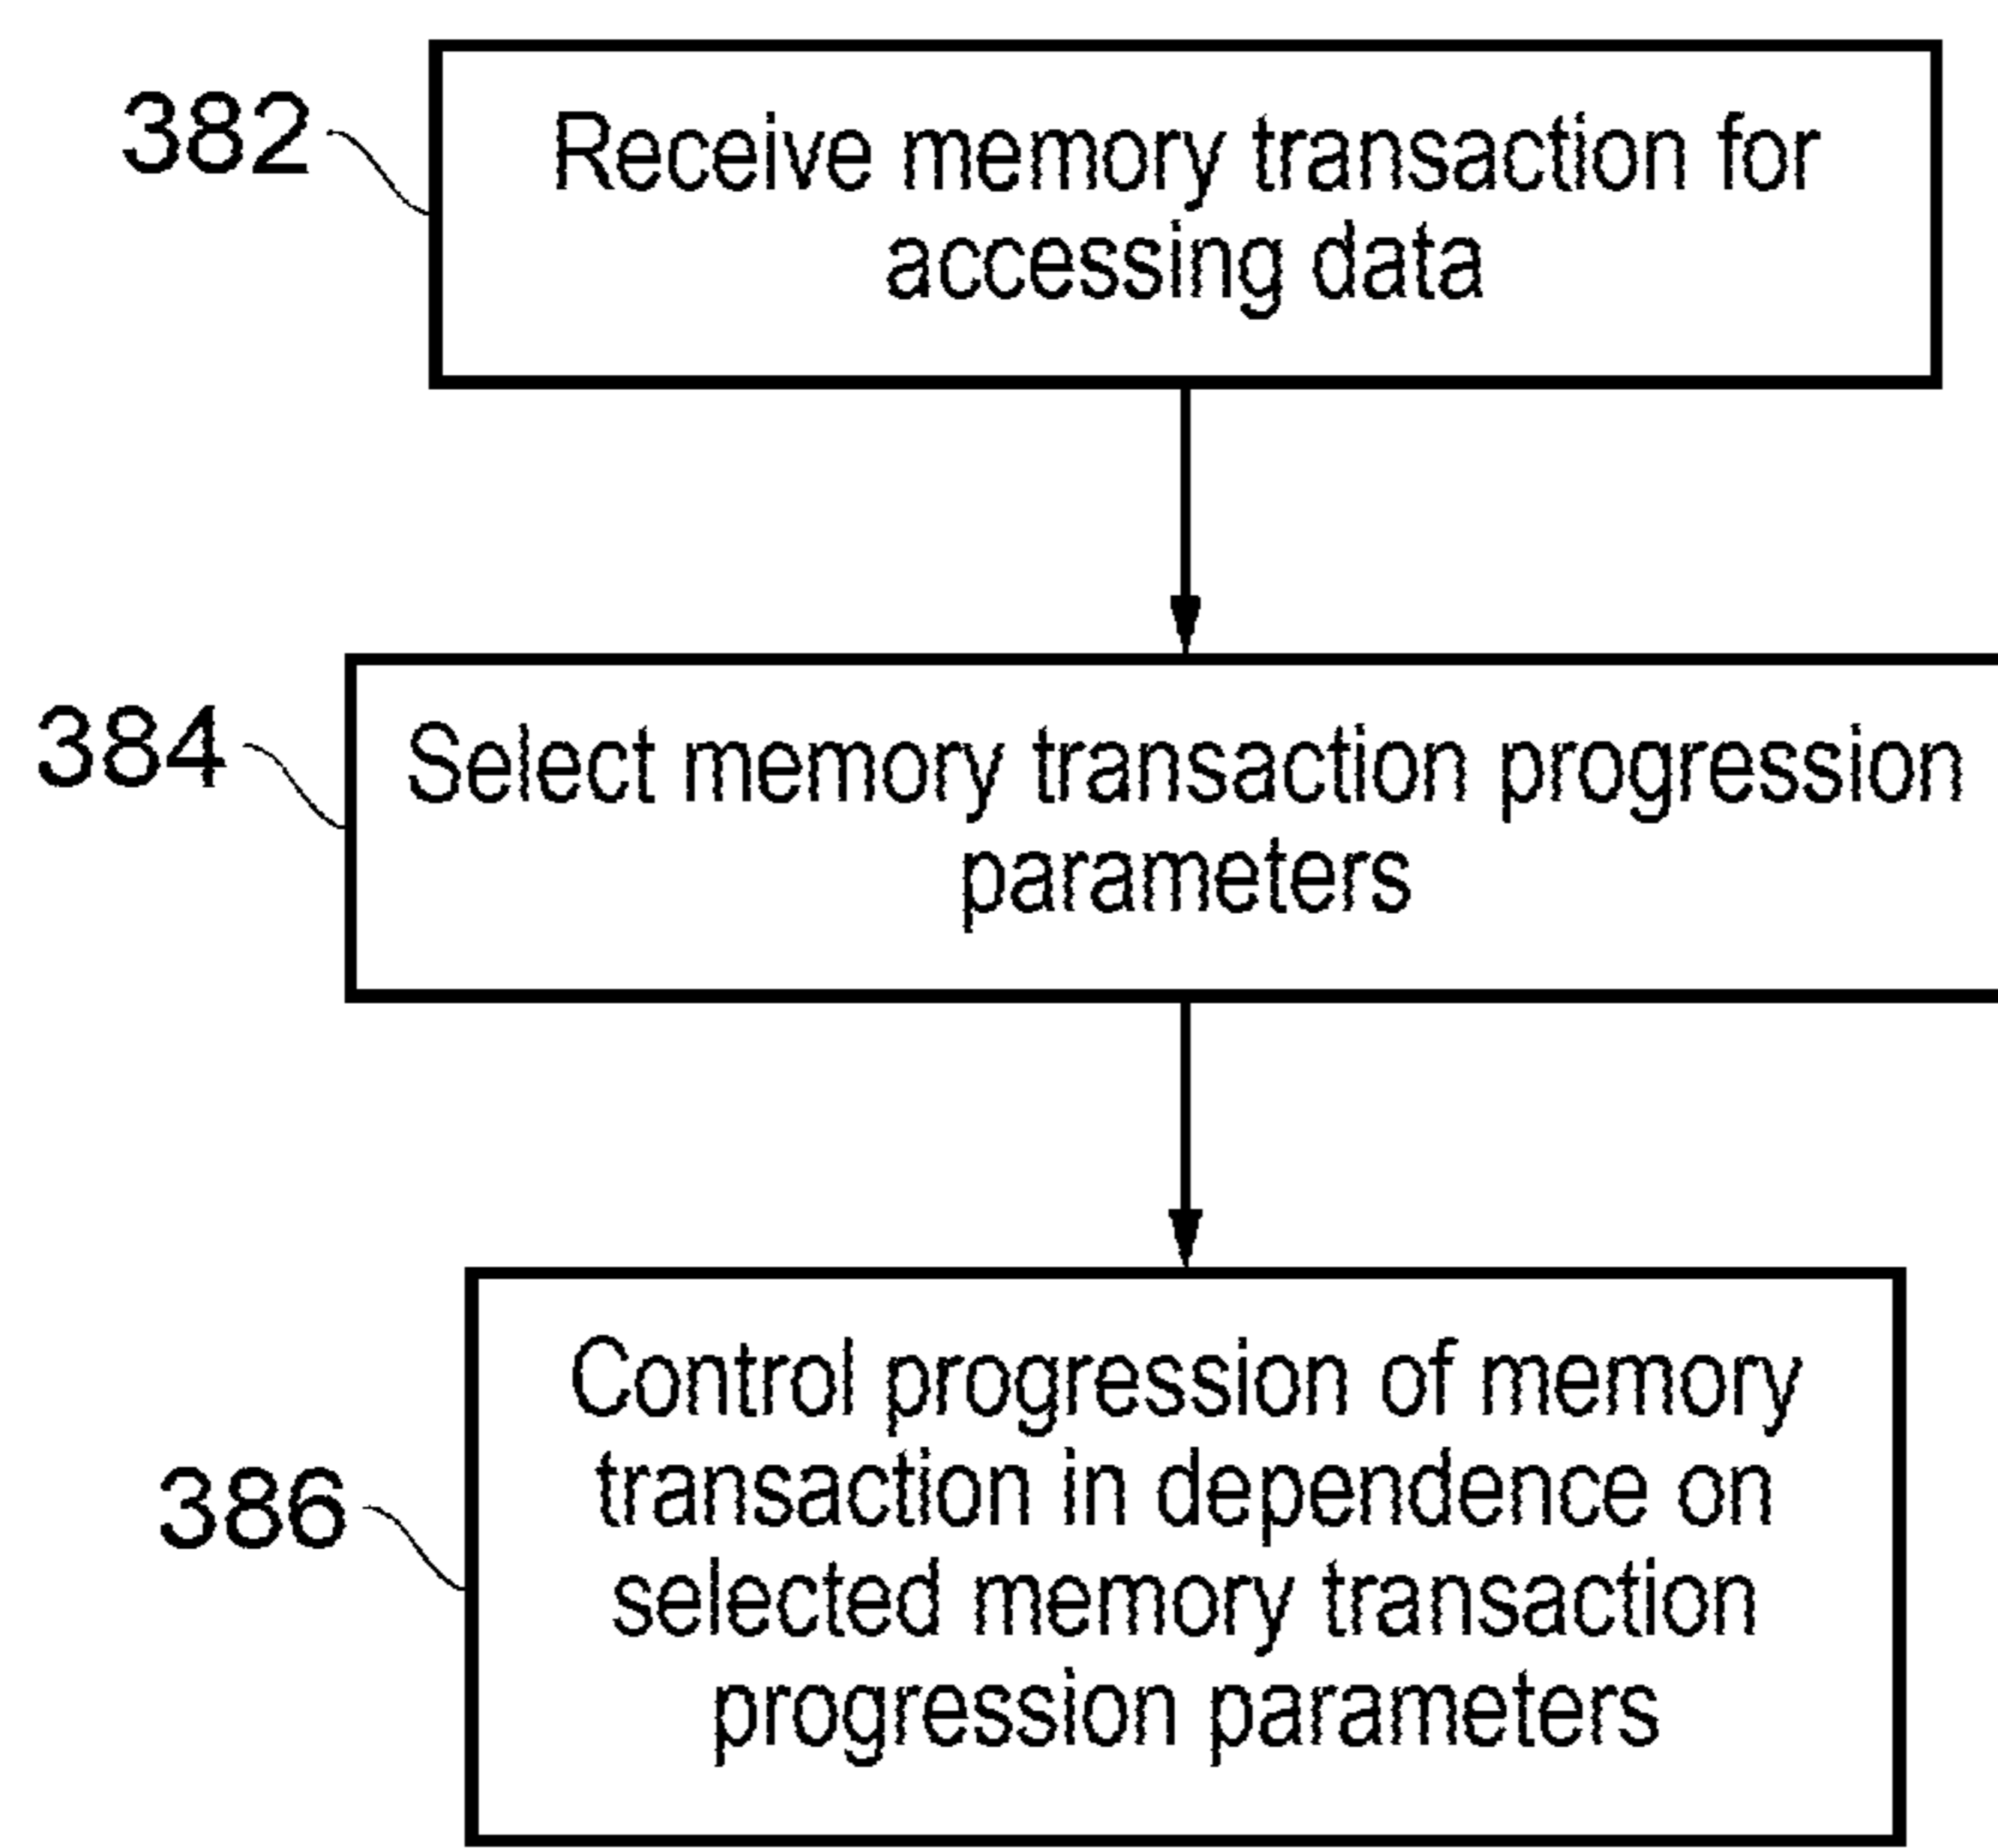 382
Receive memory transaction for
accessing data
384
Select memory transaction progression
parameters
386
Control progression of memory
transaction in dependence on
selected memory transaction
progression parameters